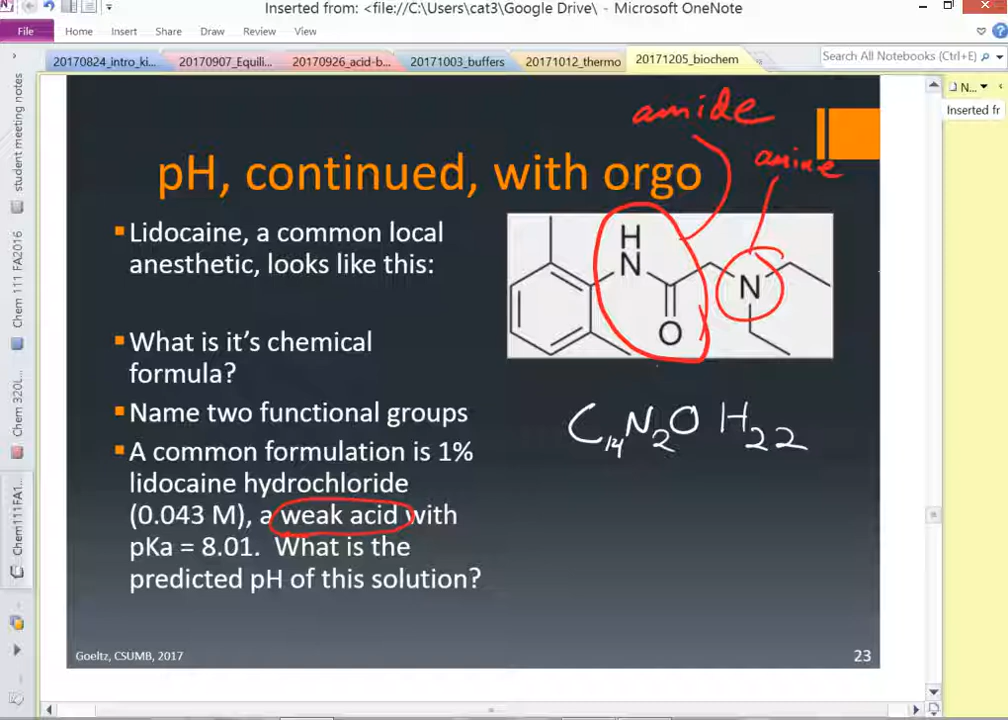 Inserted from: <file://C:\Users\cat3\Google Drive\ - Microsoft OneNote
File Home Insert Share Draw Review View
20170824_intro_ki... 20170907_Equili... 20170926_acid-b... 20171003_buffers 20171012_thermo 20171205_biochem
Search All Notebooks (Ctrl+E)
N...
Inserted fr
student meeting notes
Chem 111 FA2016
Chem 320L
Chem111FA1
amide
amine
pH, continued, with orgo
Lidocaine, a common local
anesthetic, looks like this:
H
N
N
O
What is it's chemical
formula?
C14N2OH22
Name two functional groups
A common formulation is 1%
lidocaine hydrochloride
(0.043 M), a weak acid with
pKa = 8.01. What is the
predicted pH of this solution?
Goeltz, CSUMB, 2017
23